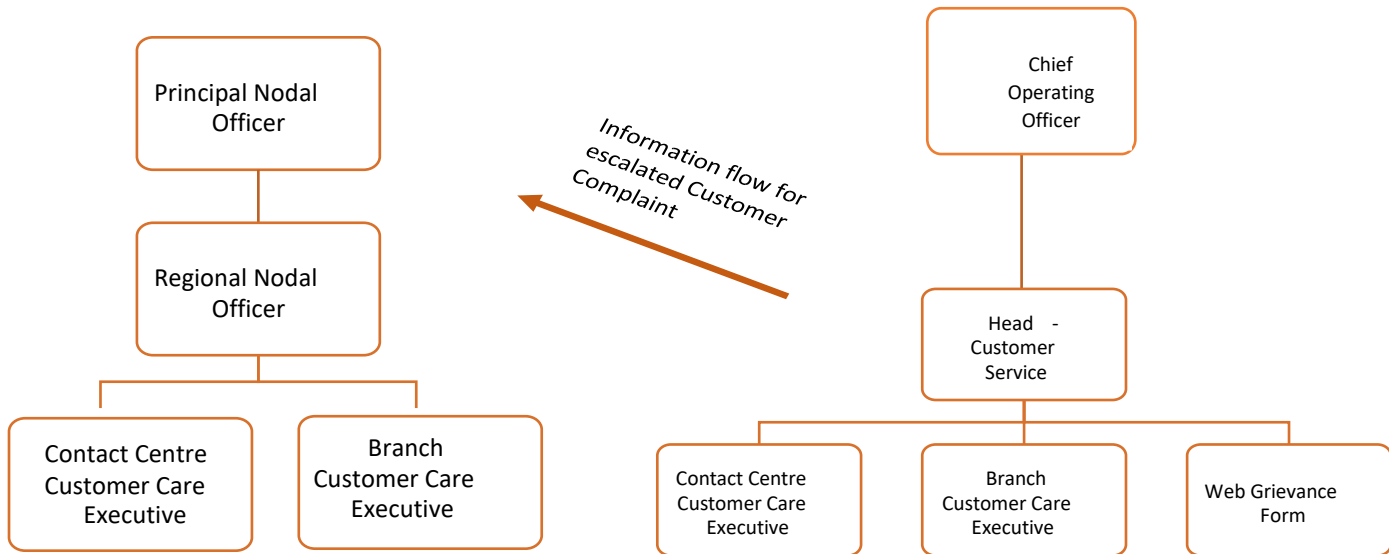 Principal Nodal
Officer
Regional Nodal
Officer
Contact Centre
Customer Care
Executive
Branch
Customer Care
Executive
Information flow for
escalated Customer
Complaint
Chief
Operating
Officer
Head -
Customer
Service
Contact Centre
Customer Care
Executive
Branch
Customer Care
Executive
Web Grievance
Form